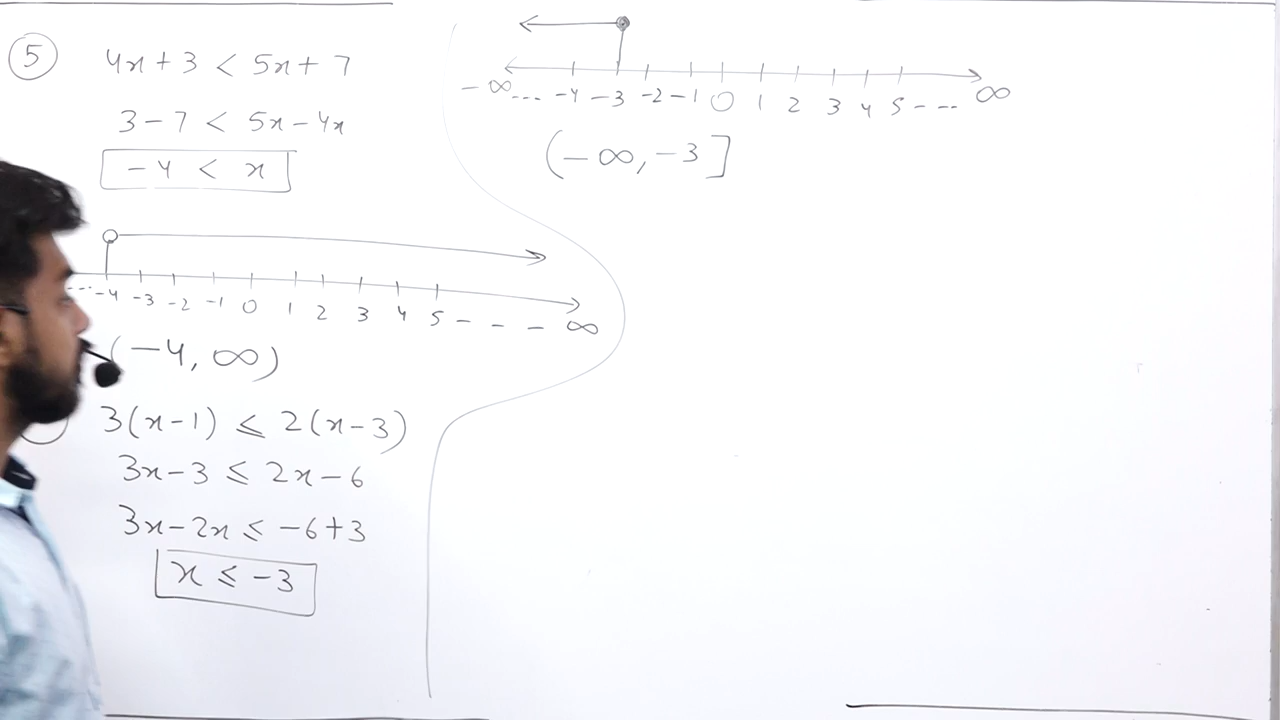 5
4x + 3 < 5x + 7
3 - 7 < 5x - 4x
-4 < x
--- -4 -3 -2 -1 0 1 2 3 4 5 - - - ∞
(-4, ∞)
3(x-1) ≤ 2(x-3)
3x - 3 ≤ 2x - 6
3x - 2x ≤ -6 + 3
x ≤ -3
-∞ ... -4 -3 -2 -1 0 1 2 3 4 5 - -- ∞
(-∞, -3]